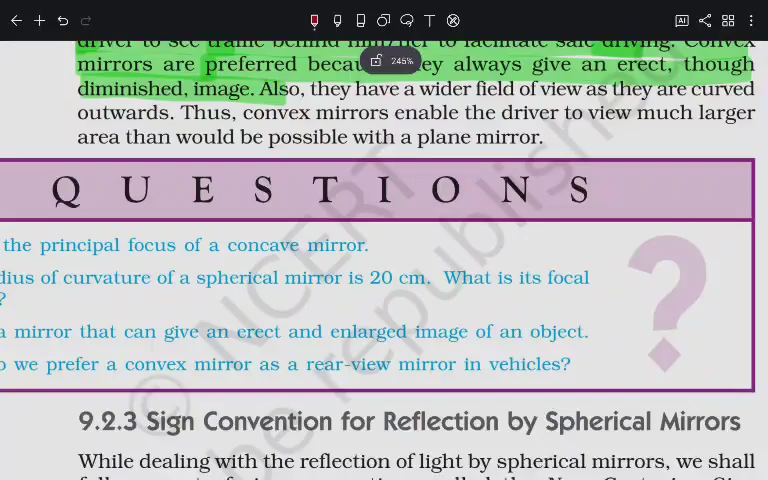 driver to see traffic behind him/her to facilitate safe driving. Convex
mirrors are preferred they always give an erect, though
245%
diminished, image. Also, they have a wider field of view as they are curved
outwards. Thus, convex mirrors enable the driver to view much larger
area than would be possible with a plane mirror.
QUESTIONS
the principal focus of a concave mirror.
dius of curvature of a spherical mirror is 20 cm. What is its focal
?
a mirror that can give an erect and enlarged image of an object.
o we prefer a convex mirror as a rear-view mirror in vehicles?
?
© NCERT
be republished
9.2.3 Sign Convention for Reflection by Spherical Mirrors
While dealing with the reflection of light by spherical mirrors, we shall